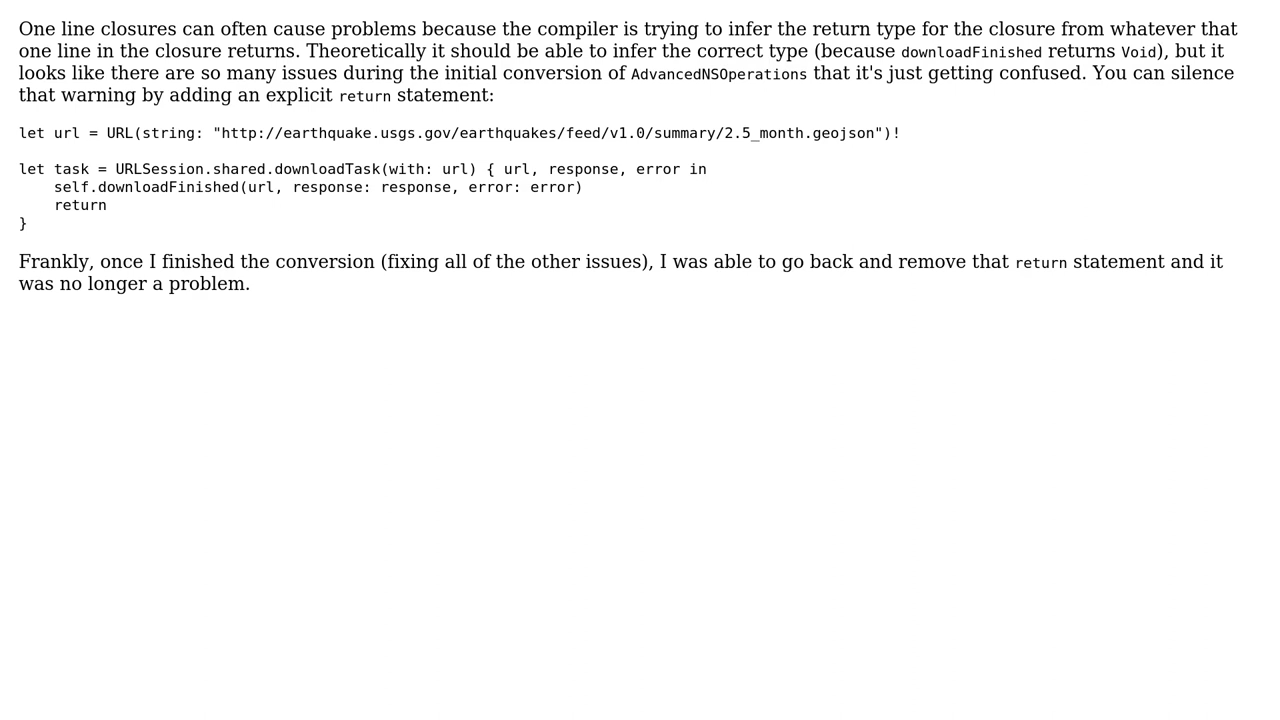 One line closures can often cause problems because the compiler is trying to infer the return type for the closure from whatever that
one line in the closure returns. Theoretically it should be able to infer the correct type (because downloadFinished returns Void), but it
looks like there are so many issues during the initial conversion of AdvancedNSOperations that it's just getting confused. You can silence
that warning by adding an explicit return statement:
let url = URL(string: "http://earthquake.usgs.gov/earthquakes/feed/v1.0/summary/2.5_month.geojson")!
let task = URLSession.shared.downloadTask(with: url) { url, response, error in
    self.downloadFinished(url, response: response, error: error)
    return
}
Frankly, once I finished the conversion (fixing all of the other issues), I was able to go back and remove that return statement and it
was no longer a problem.